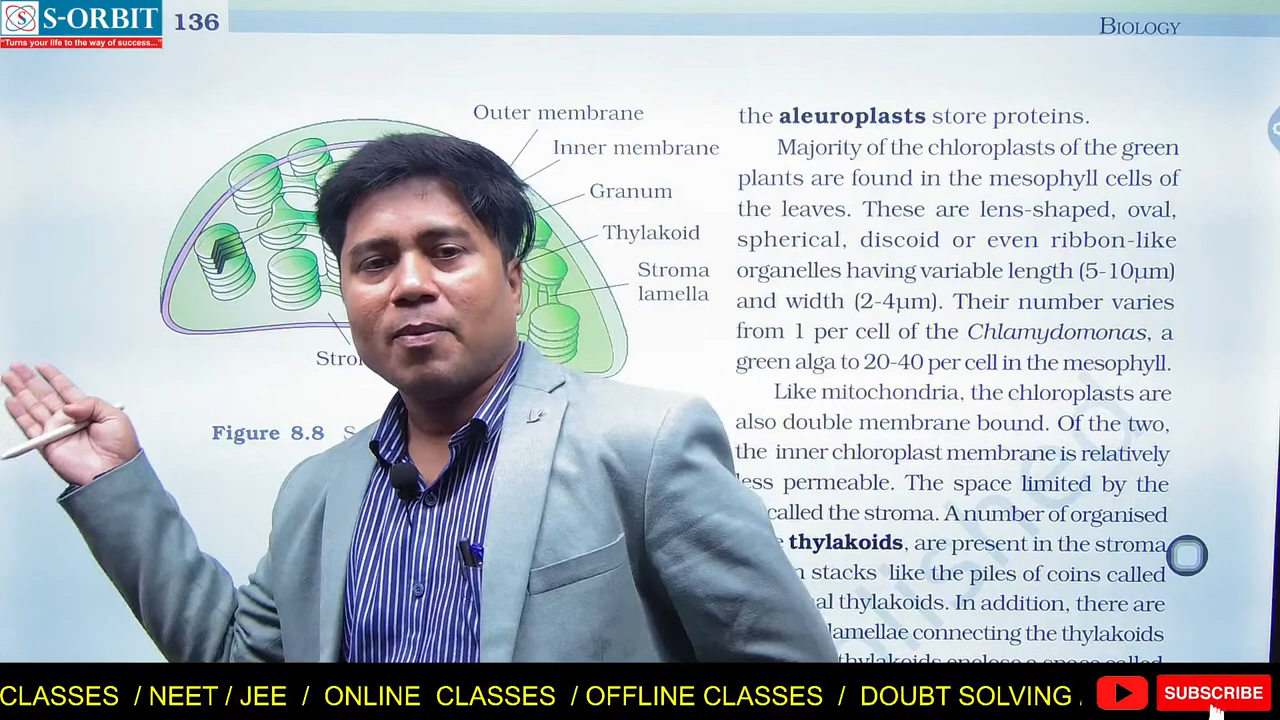 S-ORBIT
"Turns your life to the way of success..."
136
BIOLOGY
Outer membrane
Inner membrane
Granum
Thylakoid
Stroma
lamella
Figure 8.8
the aleuroplasts store proteins.
Majority of the chloroplasts of the green
plants are found in the mesophyll cells of
the leaves. These are lens-shaped, oval,
spherical, discoid or even ribbon-like
organelles having variable length (5-10µm)
and width (2-4µm). Their number varies
from 1 per cell of the Chlamydomonas, a
green alga to 20-40 per cell in the mesophyll.
Like mitochondria, the chloroplasts are
also double membrane bound. Of the two,
the inner chloroplast membrane is relatively
less permeable. The space limited by the
called the stroma. A number of organised
thylakoids, are present in the stroma
stacks like the piles of coins called
al thylakoids. In addition, there are
lamellae connecting the thylakoids
thylakoids enclose a space called
CLASSES / NEET / JEE / ONLINE CLASSES / OFFLINE CLASSES / DOUBT SOLVING
SUBSCRIBE